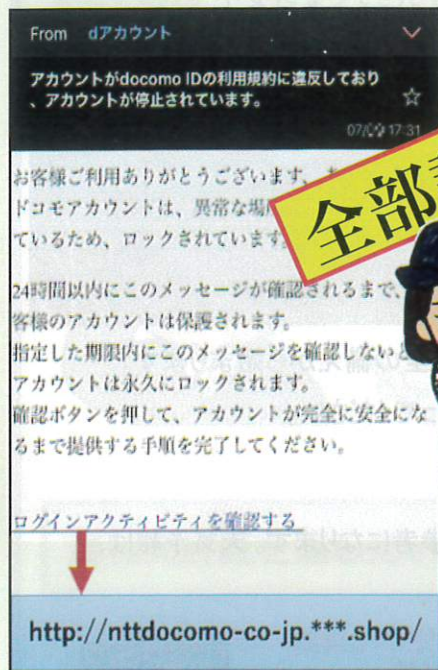 From dアカウント
アカウントがdocomo IDの利用規約に違反しており
、アカウントが停止されています。
17:31
お客様ご利用ありがとうございます、
ドコモアカウントは、異常な場
ているため、ロックされています
全部
24時間以内にこのメッセージが確認されるまで、
客様のアカウントは保護されます。
指定した期限内にこのメッセージを確認しないと
アカウントは永久にロックされます。
確認ボタンを押して、アカウントが完全に安全にな
るまで提供する手順を完了してください。
ログインアクティビティを確認する
http://nttdocomo-co-jp.***.shop/